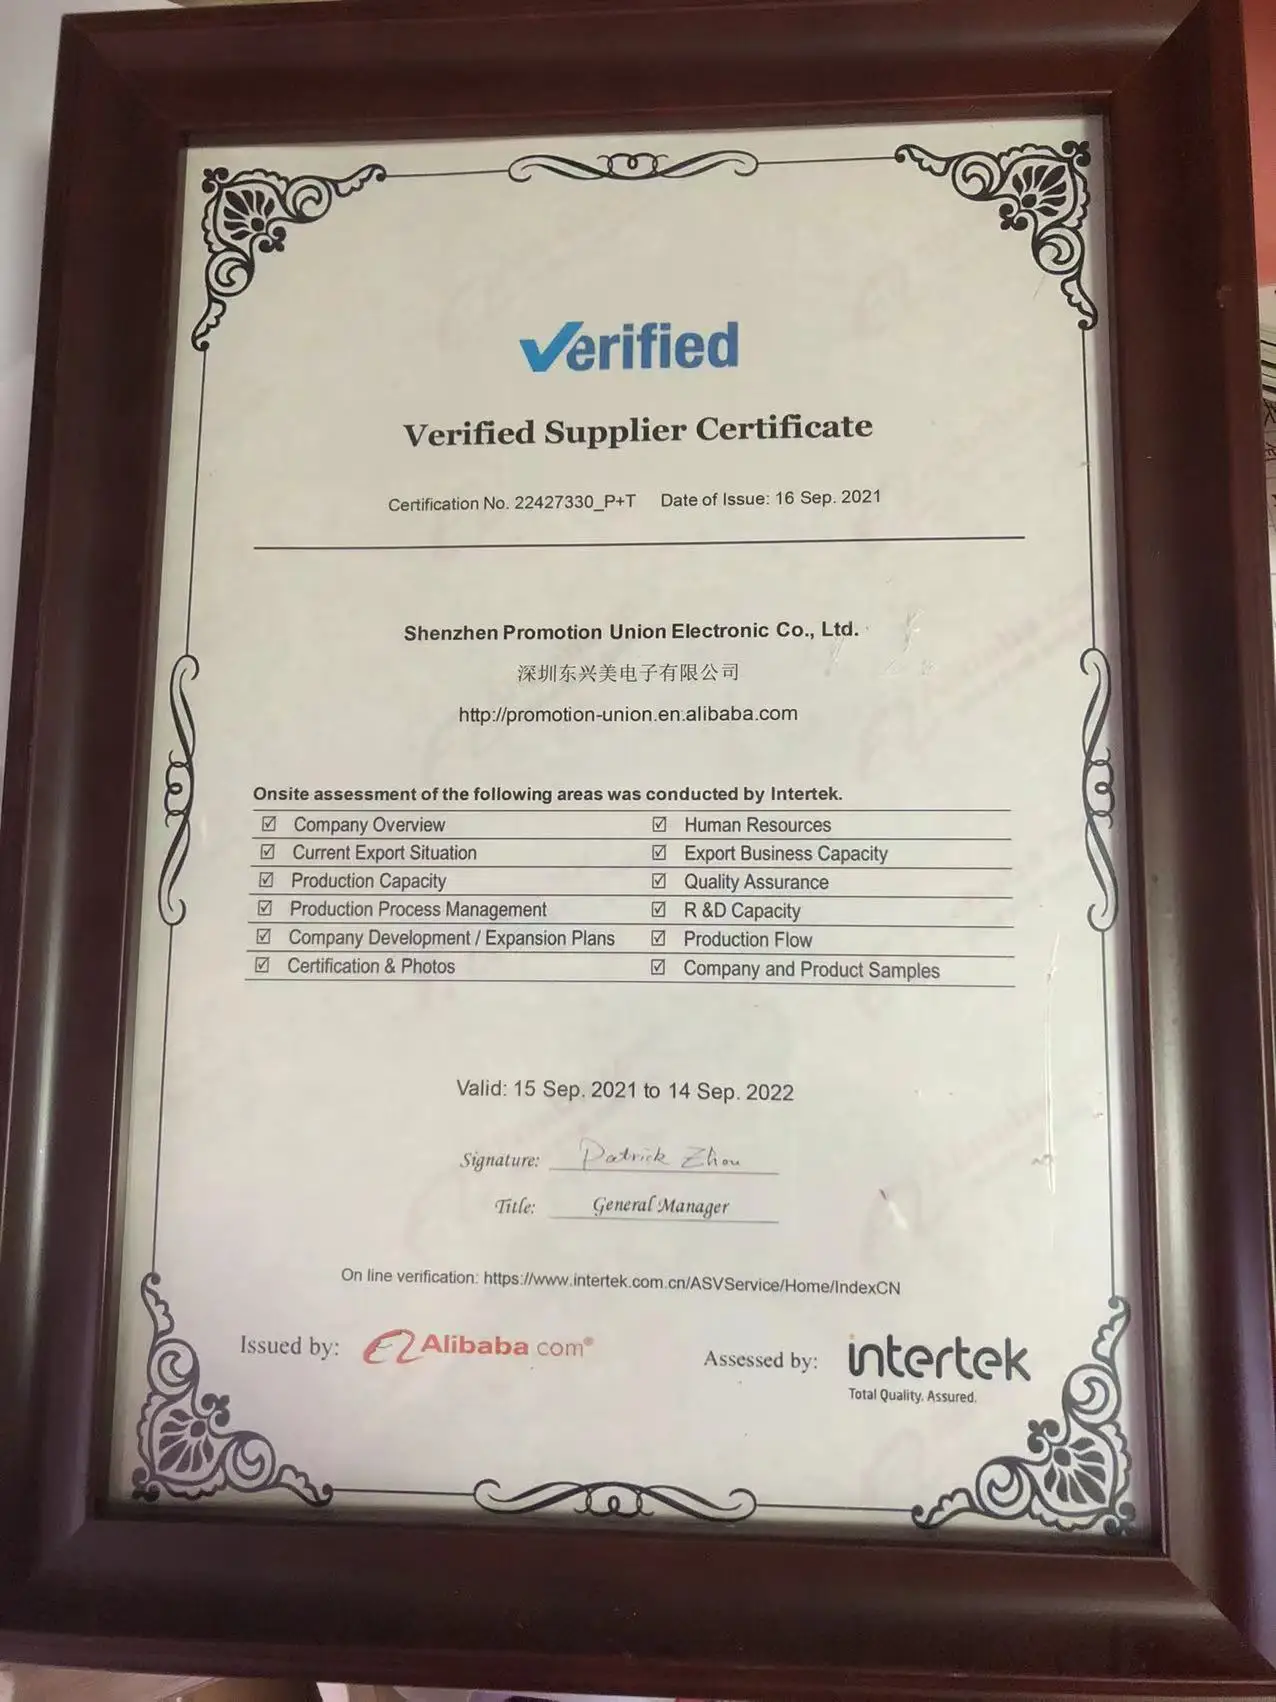 Verified
Verified Supplier Certificate
Certification No. 22427330_P+T Date of Issue: 16 Sep. 2021
Shenzhen Promotion Union Electronic Co., Ltd.
深圳东兴美电子有限公司
http://promotion-union.en.alibaba.com
Onsite assessment of the following areas was conducted by Intertek.
☑ Company Overview ☑ Human Resources
☑ Current Export Situation ☑ Export Business Capacity
☑ Production Capacity ☑ Quality Assurance
☑ Production Process Management ☑ R &D Capacity
☑ Company Development / Expansion Plans ☑ Production Flow
☑ Certification & Photos ☑ Company and Product Samples
Valid: 15 Sep. 2021 to 14 Sep. 2022
Signature: Patrick Zhou
Title: General Manager
On line verification: https://www.intertek.com.cn/ASVService/Home/IndexCN
Issued by: Alibaba.com® Assessed by: intertek
Total Quality. Assured.